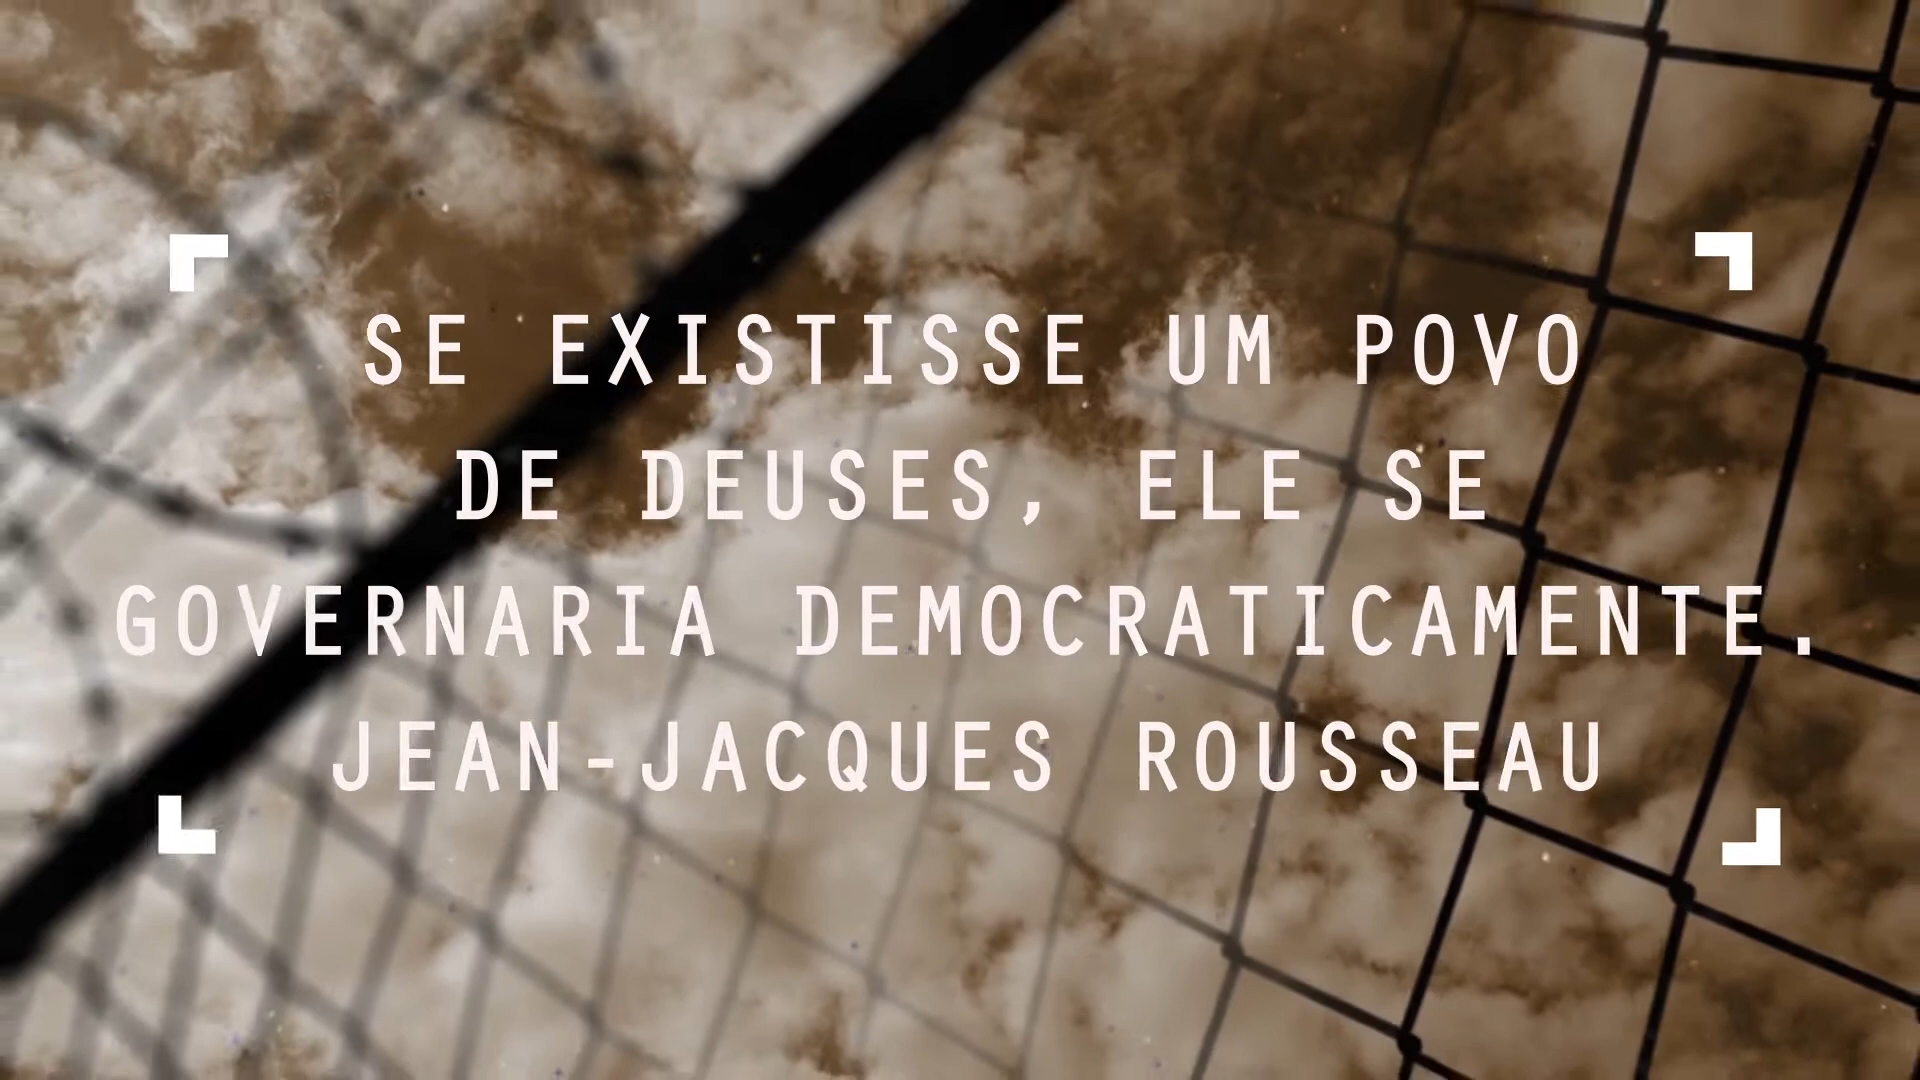 SE EXISTISSE UM POVO
DE DEUSES, ELE SE
GOVERNARIA DEMOCRATICAMENTE.
JEAN-JACQUES ROUSSEAU